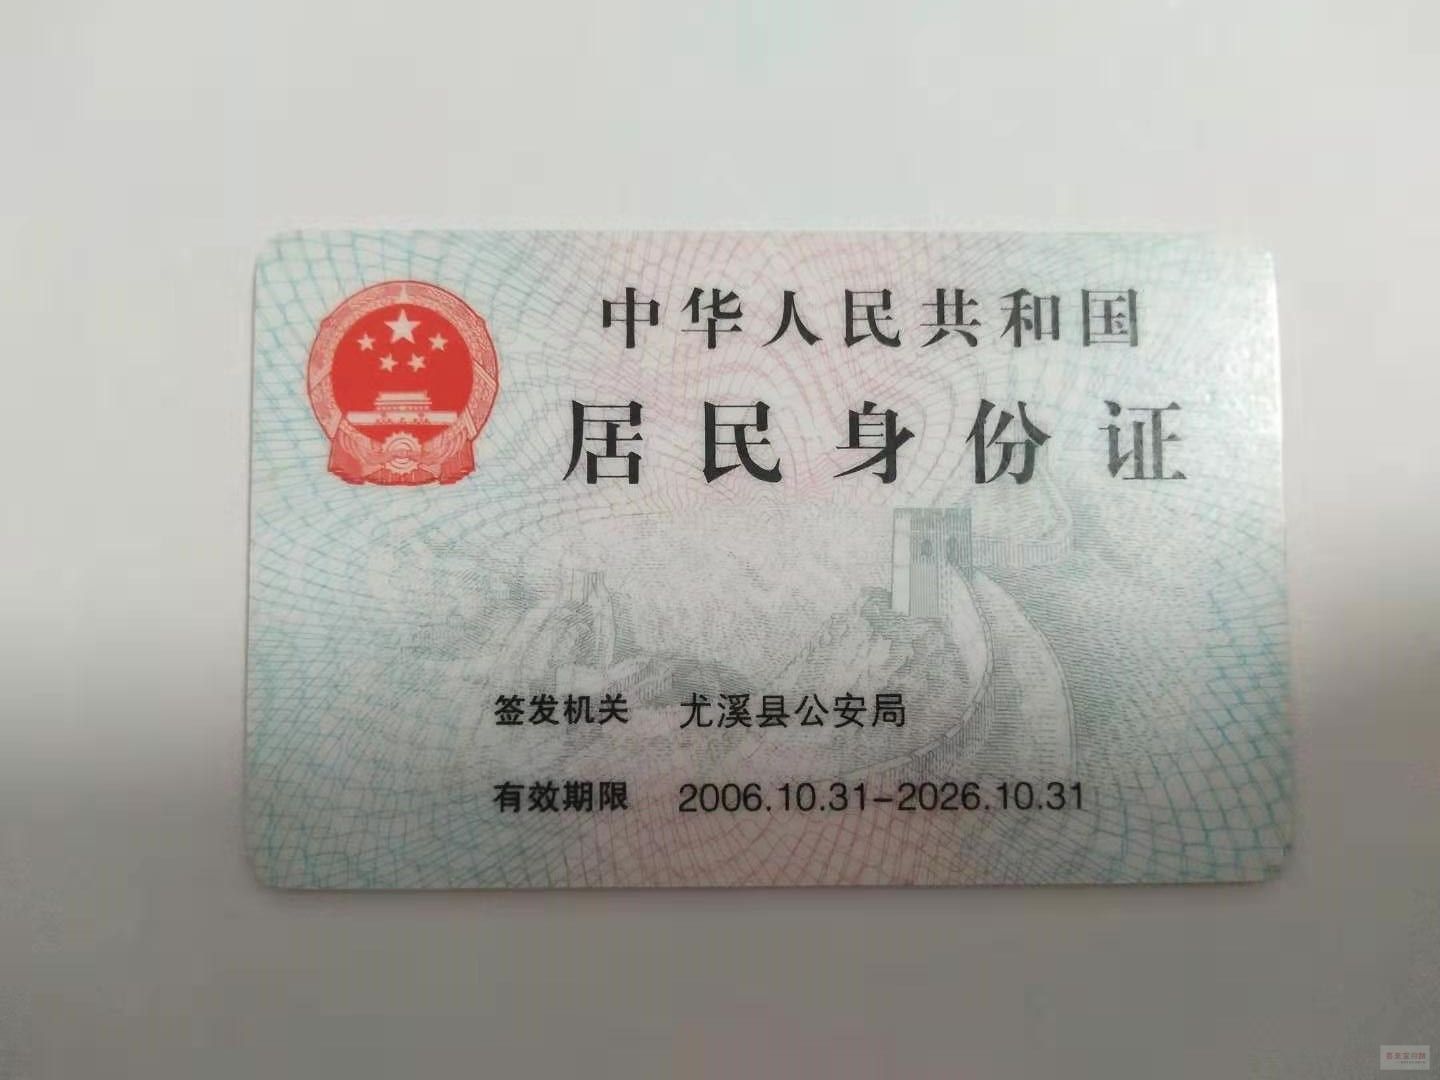 中华人民共和国
居民身份证
签发机关 尤溪县公安局
有效期限 2006.10.31-2026.10.31